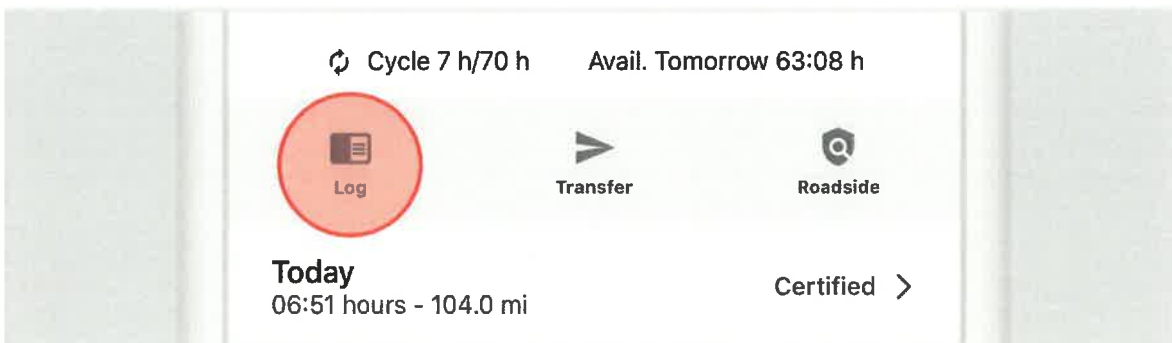 Cycle 7 h/70 h Avail. Tomorrow 63:08 h
Log Transfer Roadside
Today
06:51 hours - 104.0 mi
Certified